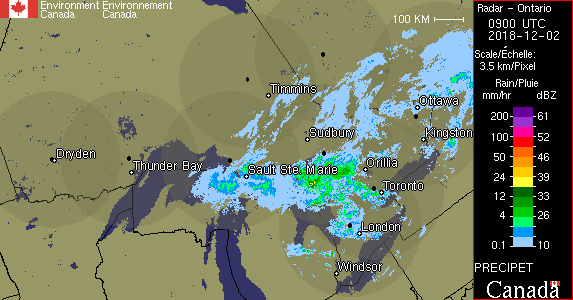 Environment Environnement
Canada Canada
100 KM
Timmins
Ottawa
Sudbury
Kingston
Dryden
Thunder Bay
Sault Ste. Marie
Orillia
Toronto
London
Windsor
Radar - Ontario
0900 UTC
2018-12-02
Scale/Échelle:
3.5 km/Pixel
Rain/Pluie
mm/hr dBZ
200 61
100 52
50 46
24 39
12 33
4 26
0.1 10
PRECIPET
Canada